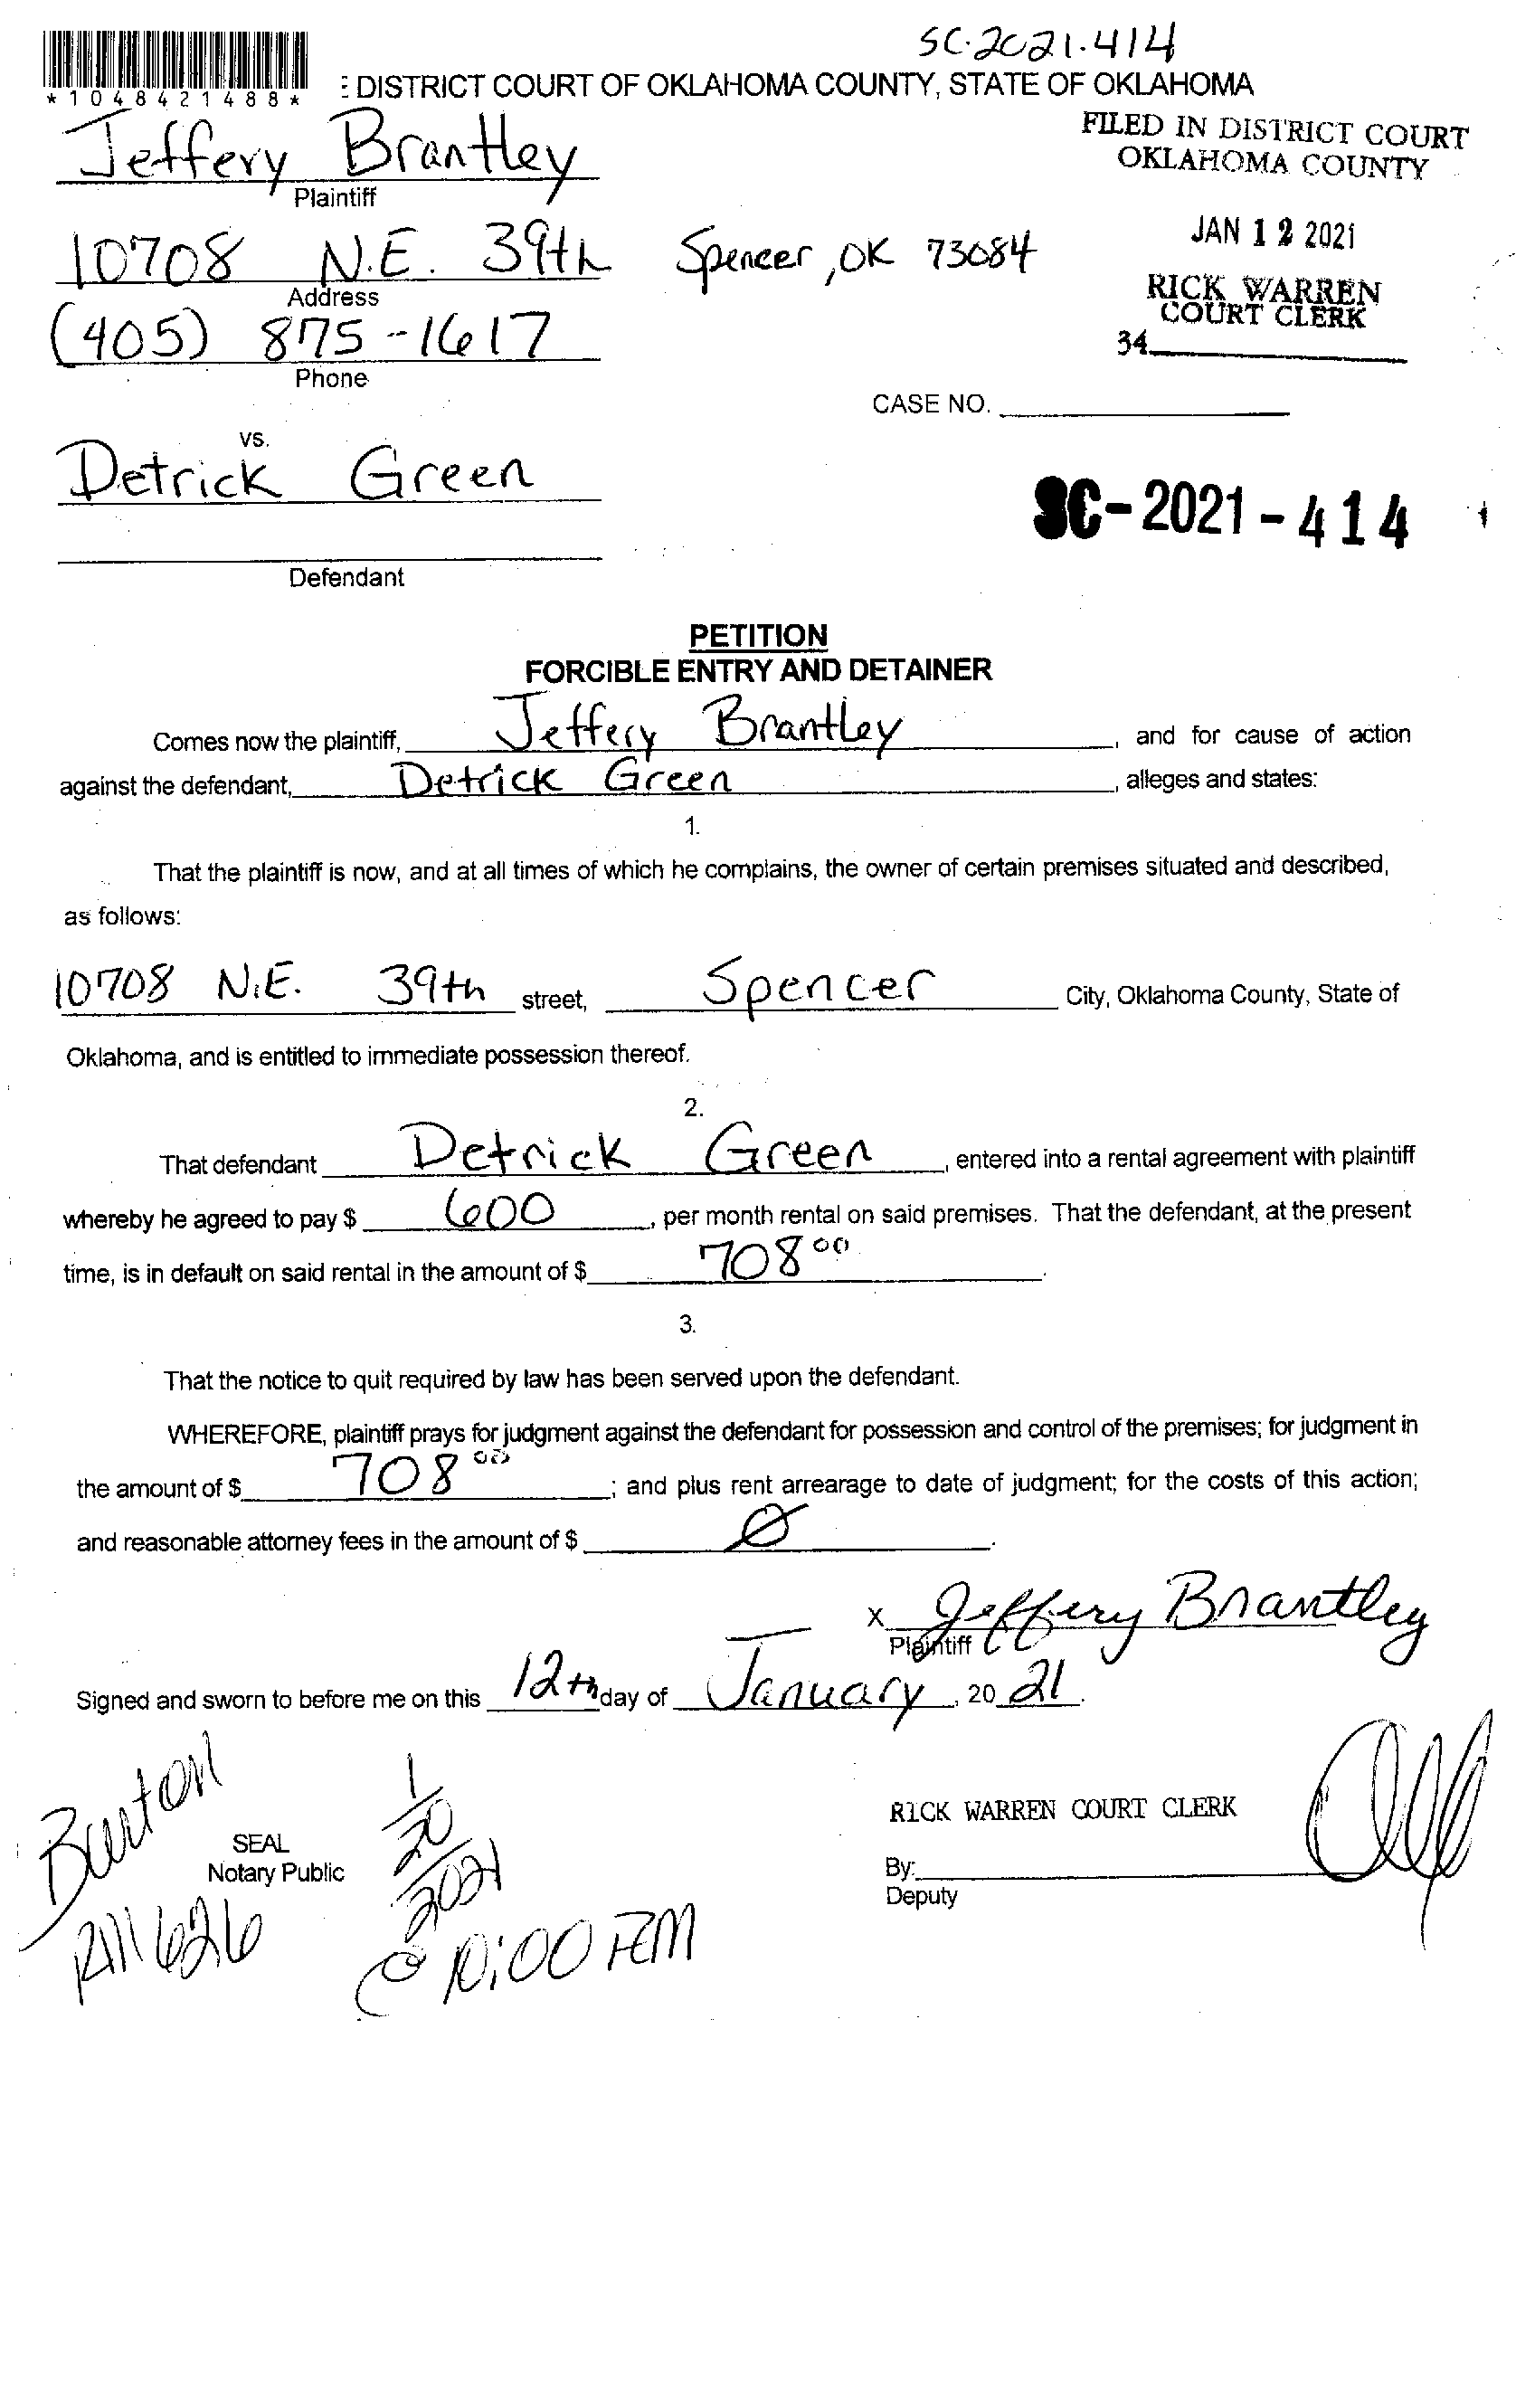 SC-2021-414
*1048421488*
: DISTRICT COURT OF OKLAHOMA COUNTY, STATE OF OKLAHOMA
FILED IN DISTRICT COURT
OKLAHOMA COUNTY
Jeffery Brantley
Plaintiff
JAN 12 2021
10708 N.E. 39th Spencer, OK 73084
Address
RICK WARREN
COURT CLERK
34
(405) 875-1617
Phone
CASE NO.
vs.
Detrick Green
SC-2021-414
Defendant
PETITION
FORCIBLE ENTRY AND DETAINER
Comes now the plaintiff, Jeffery Brantley, and for cause of action
against the defendant, Detrick Green, alleges and states:
1.
That the plaintiff is now, and at all times of which he complains, the owner of certain premises situated and described,
as follows:
10708 N.E. 39th street, Spencer City, Oklahoma County, State of
Oklahoma, and is entitled to immediate possession thereof.
2.
That defendant Detrick Green, entered into a rental agreement with plaintiff
whereby he agreed to pay $ 600, per month rental on said premises. That the defendant, at the present
time, is in default on said rental in the amount of $ 708 00.
3.
That the notice to quit required by law has been served upon the defendant.
WHEREFORE, plaintiff prays for judgment against the defendant for possession and control of the premises; for judgment in
the amount of $ 708 00; and plus rent arrearage to date of judgment; for the costs of this action;
and reasonable attorney fees in the amount of $ Ø.
x Jeffery Brantley
Plaintiff
Signed and sworn to before me on this 12th day of January, 20 21.
Burton
1/20/2021
RICK WARREN COURT CLERK
SEAL
Notary Public
By:
Deputy
RM 626
@ 10:00 AM